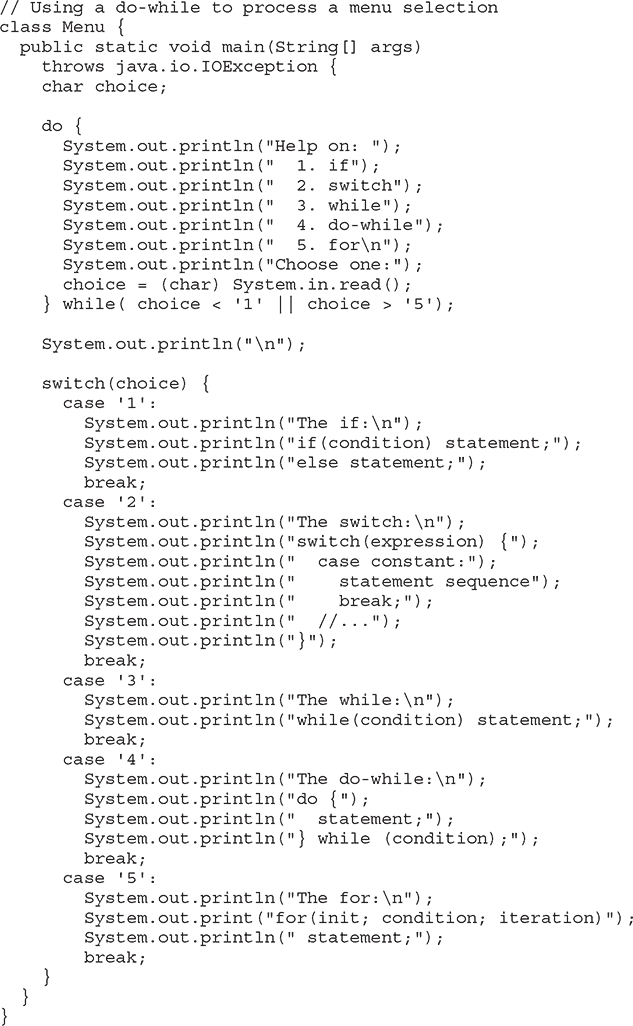 // Using a do-while to process a menu selection
class Menu {
  public static void main(String[] args)
    throws java.io.IOException {
    char choice;

    do {
      System.out.println("Help on: ");
      System.out.println("  1. if");
      System.out.println("  2. switch");
      System.out.println("  3. while");
      System.out.println("  4. do-while");
      System.out.println("  5. for\n");
      System.out.println("Choose one:");
      choice = (char) System.in.read();
    } while( choice < '1' || choice > '5');

    System.out.println("\n");

    switch(choice) {
      case '1':
        System.out.println("The if:\n");
        System.out.println("if(condition) statement;");
        System.out.println("else statement;");
        break;
      case '2':
        System.out.println("The switch:\n");
        System.out.println("switch(expression) {");
        System.out.println("  case constant:");
        System.out.println("    statement sequence");
        System.out.println("    break;");
        System.out.println("  //...");
        System.out.println("}");
        break;
      case '3':
        System.out.println("The while:\n");
        System.out.println("while(condition) statement;");
        break;
      case '4':
        System.out.println("The do-while:\n");
        System.out.println("do {");
        System.out.println("  statement;");
        System.out.println("} while (condition);");
        break;
      case '5':
        System.out.println("The for:\n");
        System.out.print("for(init; condition; iteration)");
        System.out.println(" statement;");
        break;
    }
  }
}